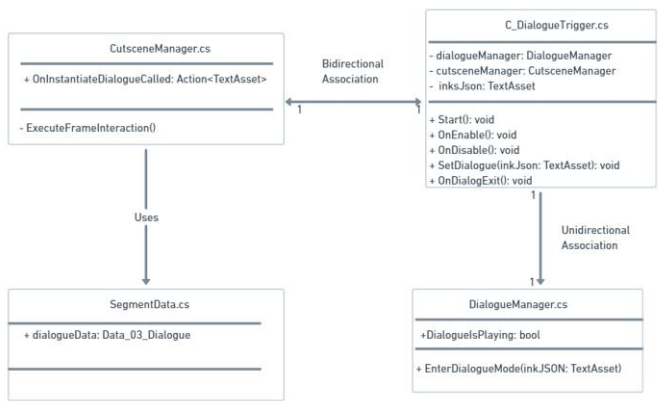 CutsceneManager.cs
+ OnInstantiateDialogueCalled: Action<TextAsset>
- ExecuteFrameInteraction()
Bidirectional
Association
1
1
C_DialogueTrigger.cs
- dialogueManager: DialogueManager
- cutsceneManager: CutsceneManager
- inksJson: TextAsset
+ Start(): void
+ OnEnable(): void
+ OnDisable(): void
+ SetDialogue(inkJson: TextAsset): void
+ OnDialogExit(): void
Uses
1
Unidirectional
Association
1
SegmentData.cs
+ dialogueData: Data_03_Dialogue
DialogueManager.cs
+DialogueIsPlaying: bool
+ EnterDialogueMode(inkJSON: TextAsset)